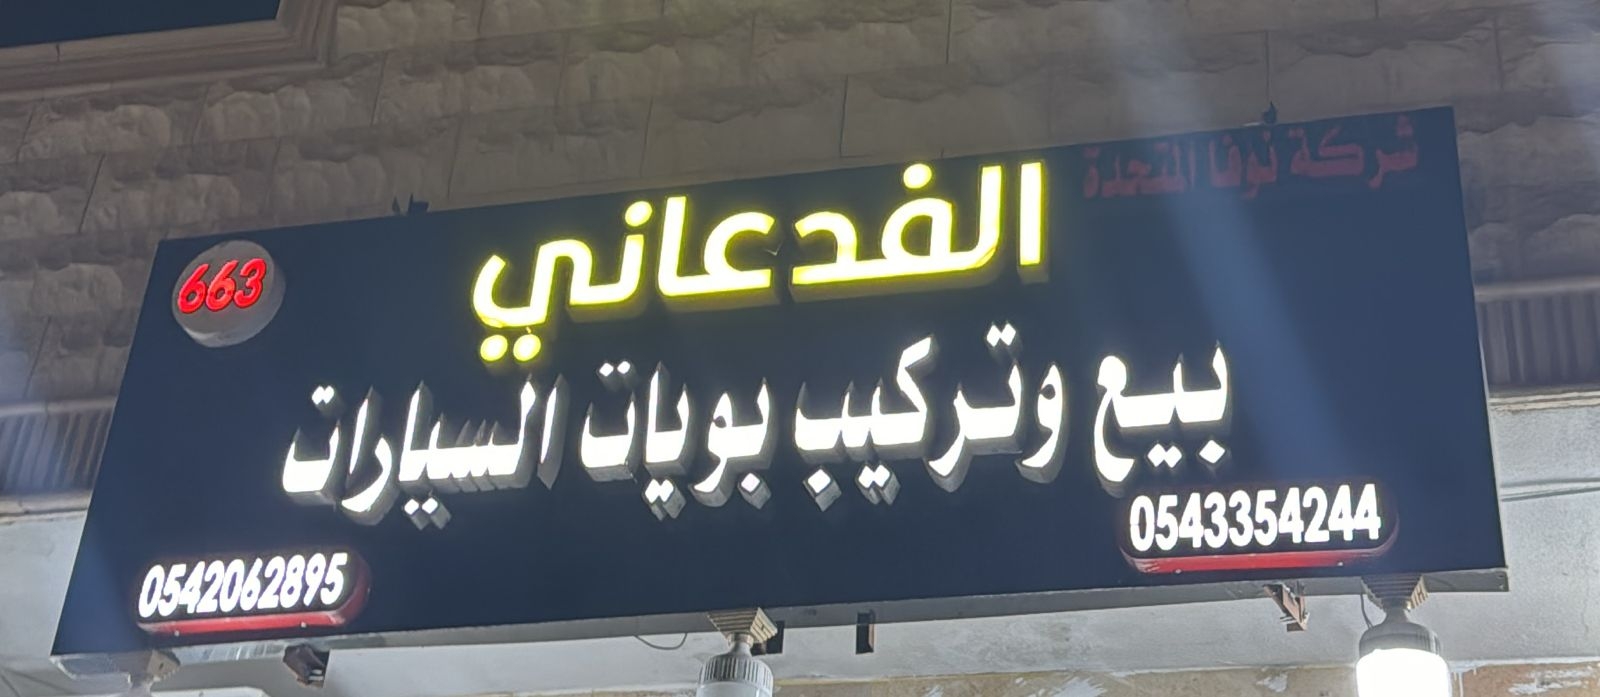 شركة نوفا المتحدة
الفدعاني
663
بيع وتركيب بويات السيارات
0543354244
0542062895